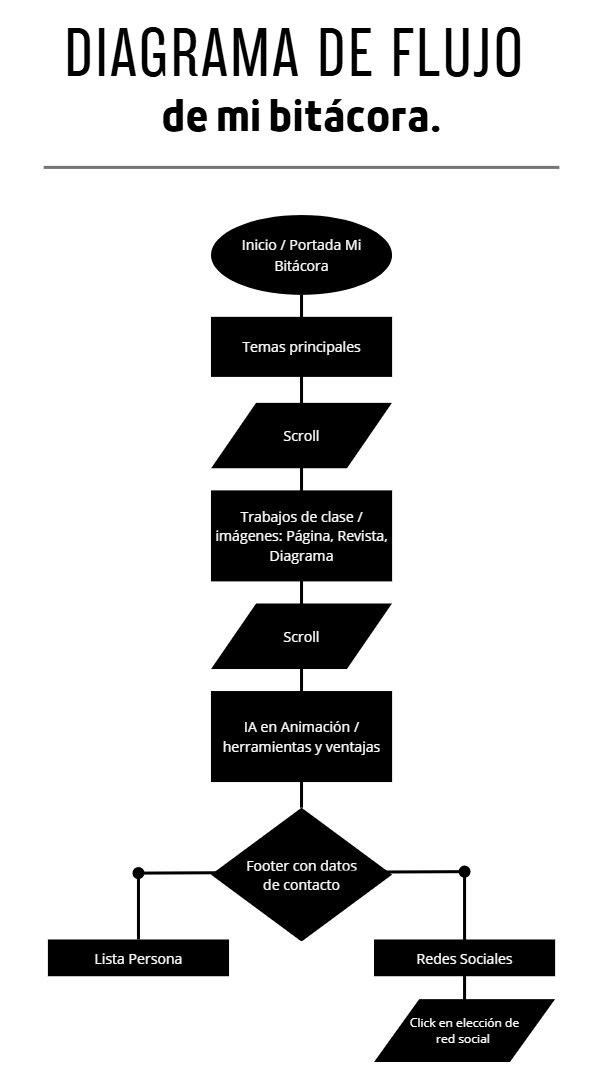 DIAGRAMA DE FLUJO
de mi bitácora.
Inicio / Portada Mi
Bitácora
Temas principales
Scroll
Trabajos de clase /
imágenes: Página, Revista,
Diagrama
Scroll
IA en Animación /
herramientas y ventajas
Footer con datos
de contacto
Lista Persona
Redes Sociales
Click en elección de
red social